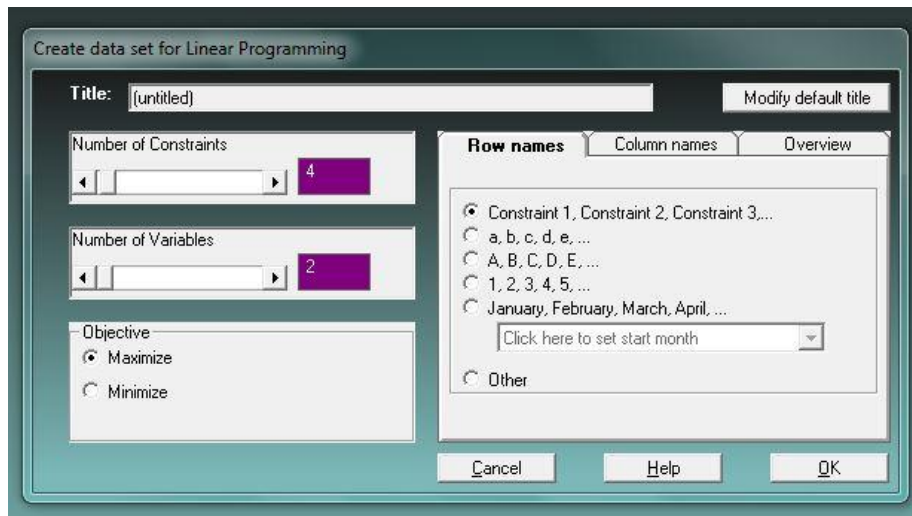 Create data set for Linear Programming
Title: (untitled)
Modify default title
Number of Constraints
4
Number of Variables
2
Objective
Maximize
Minimize
Row names
Column names
Overview
Constraint 1, Constraint 2, Constraint 3,...
a, b, c, d, e, ...
A, B, C, D, E, ...
1, 2, 3, 4, 5, ...
January, February, March, April, ...
Click here to set start month
Other
Cancel
Help
OK